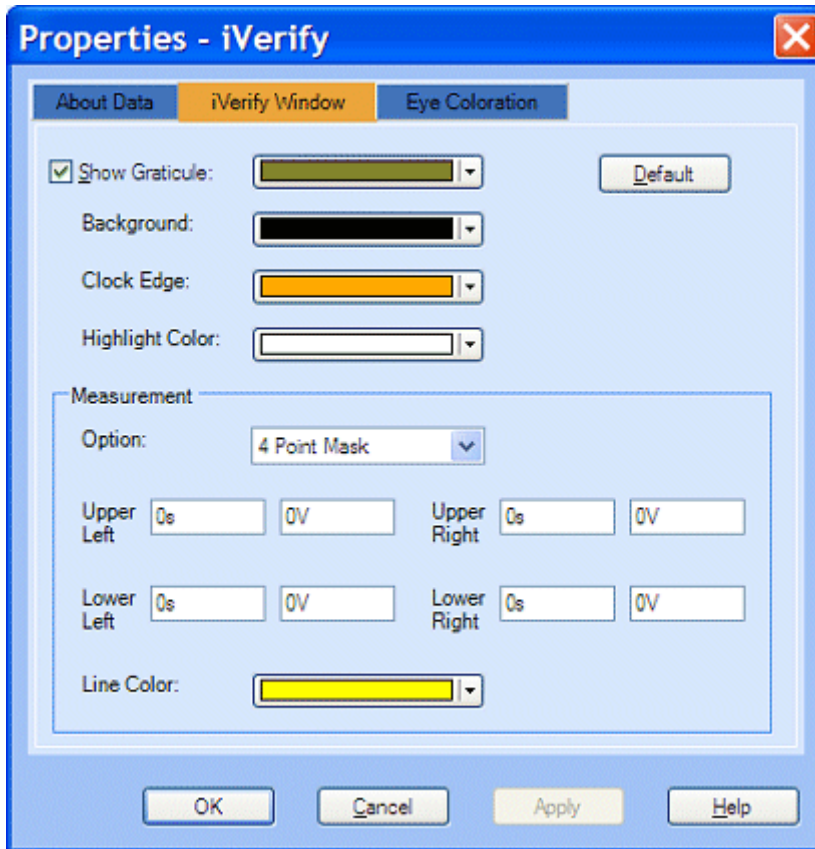 Properties - iVerify
About Data
iVerify Window
Eye Coloration
Show Graticule:
Default
Background:
Clock Edge:
Highlight Color:
Measurement
Option:
4 Point Mask
Upper Left
0s
0V
Upper Right
0s
0V
Lower Left
0s
0V
Lower Right
0s
0V
Line Color:
OK
Cancel
Apply
Help